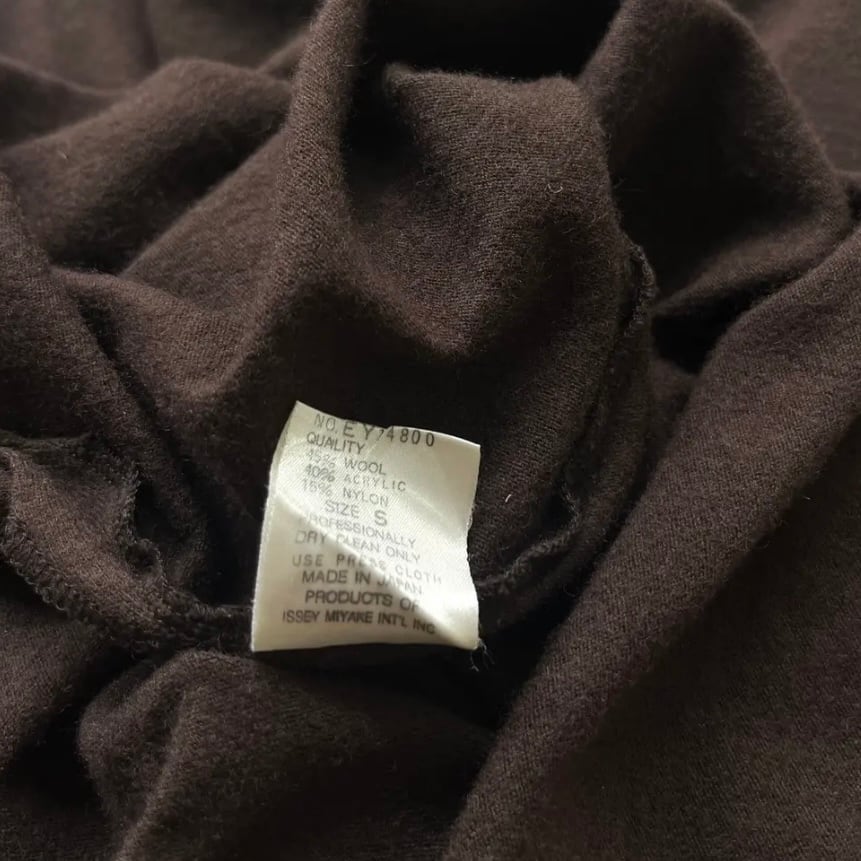 NO. EY74800
QUALITY
45% WOOL
40% ACRYLIC
15% NYLON
SIZE S
PROFESSIONALLY
DRY CLEAN ONLY
USE PRESS CLOTH
MADE IN JAPAN
PRODUCTS OF
ISSEY MIYAKE INT'L INC